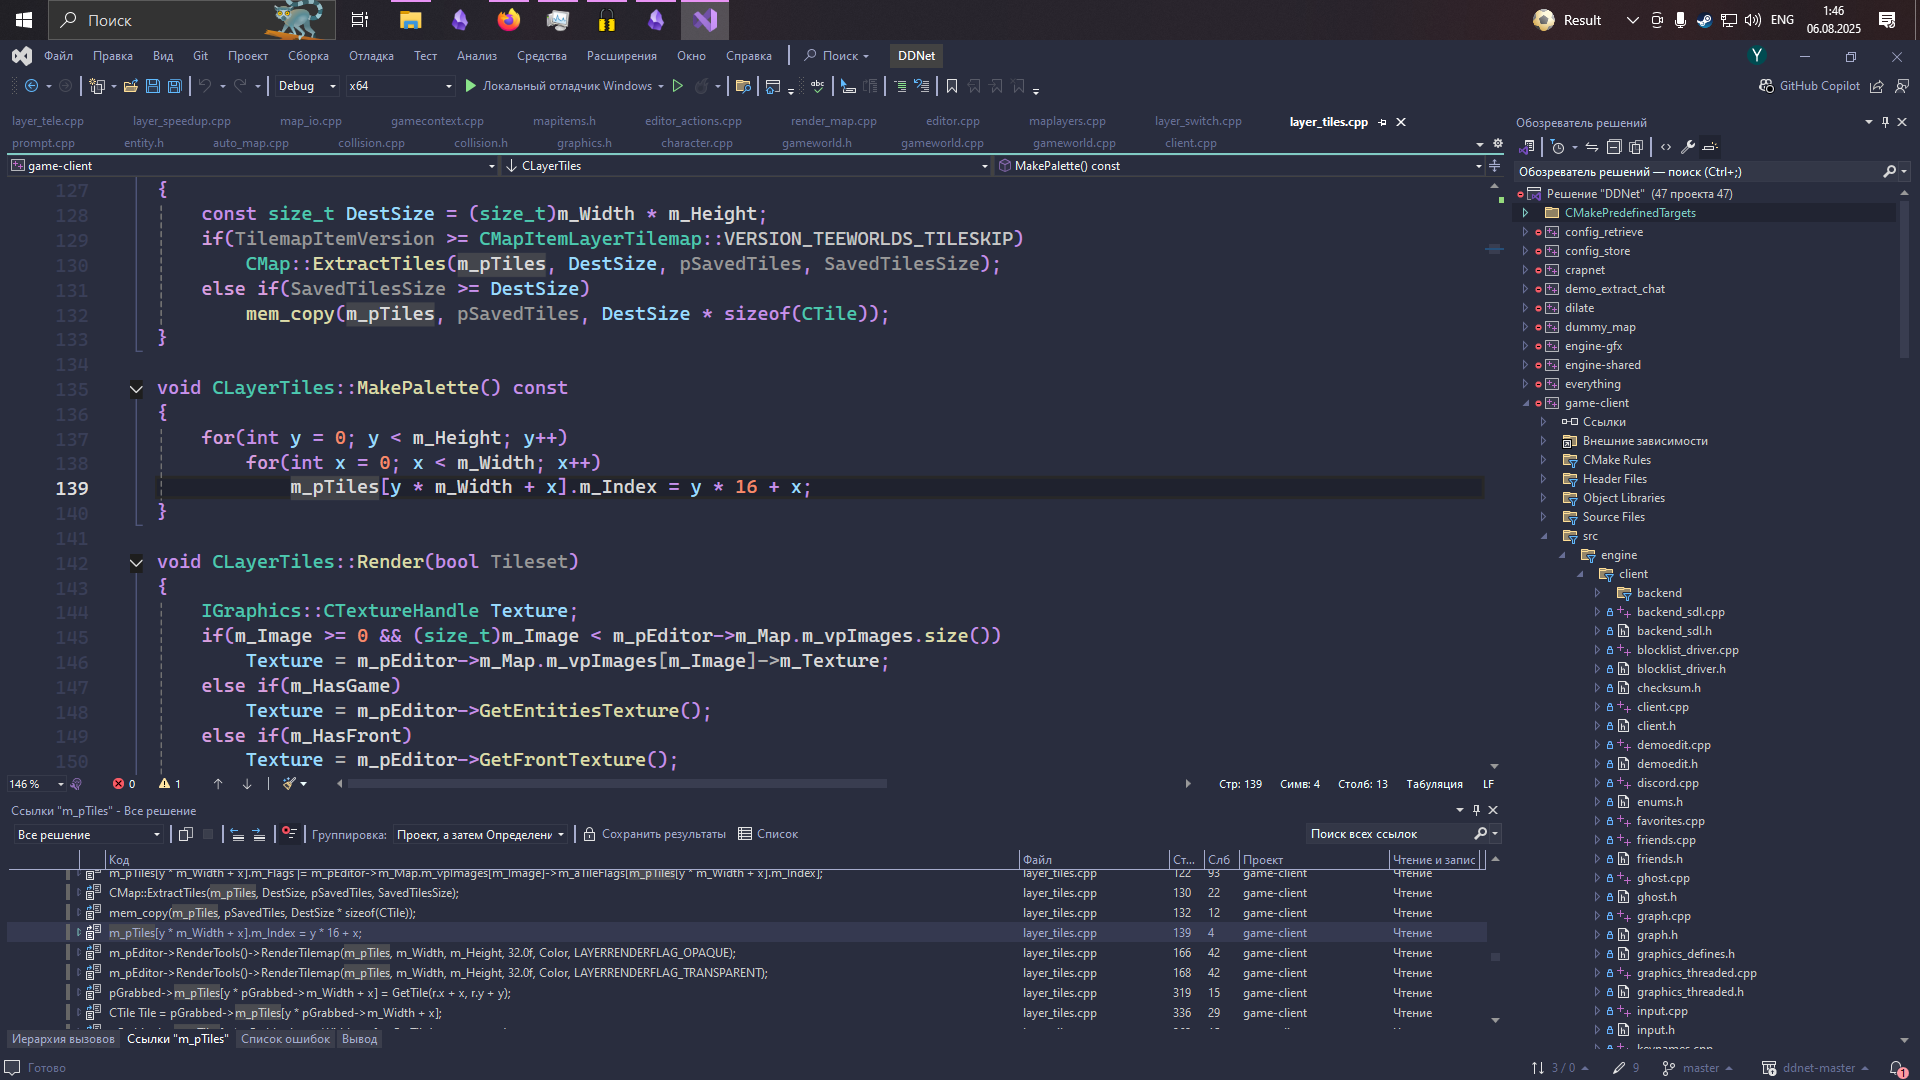 Поиск
Result
ENG
1:46
06.08.2025
Файл Правка Вид Git Проект Сборка Отладка Тест Анализ Средства Расширения Окно Справка Поиск DDNet
Y
Debug x64 Локальный отладчик Windows GitHub Copilot
layer_tele.cpp layer_speedup.cpp map_io.cpp gamecontext.cpp mapitems.h editor_actions.cpp render_map.cpp editor.cpp maplayers.cpp layer_switch.cpp layer_tiles.cpp
prompt.cpp entity.h auto_map.cpp collision.cpp collision.h graphics.h character.cpp gameworld.h gameworld.cpp gameworld.cpp client.cpp
game-client CLayerTiles MakePalette() const
127 {
128 const size_t DestSize = (size_t)m_Width * m_Height;
129 if(TilemapItemVersion >= CMapItemLayerTilemap::VERSION_TEEWORLDS_TILESKIP)
130 CMap::ExtractTiles(m_pTiles, DestSize, pSavedTiles, SavedTilesSize);
131 else if(SavedTilesSize >= DestSize)
132 mem_copy(m_pTiles, pSavedTiles, DestSize * sizeof(CTile));
133 }
134
135 void CLayerTiles::MakePalette() const
136 {
137 for(int y = 0; y < m_Height; y++)
138 for(int x = 0; x < m_Width; x++)
139 m_pTiles[y * m_Width + x].m_Index = y * 16 + x;
140 }
141
142 void CLayerTiles::Render(bool Tileset)
143 {
144 IGraphics::CTextureHandle Texture;
145 if(m_Image >= 0 && (size_t)m_Image < m_pEditor->m_Map.m_vpImages.size())
146 Texture = m_pEditor->m_Map.m_vpImages[m_Image]->m_Texture;
147 else if(m_HasGame)
148 Texture = m_pEditor->GetEntitiesTexture();
149 else if(m_HasFront)
150 Texture = m_pEditor->GetFrontTexture();
146 % 0 1 Стр: 139 Симв: 4 Столб: 13 Табуляция LF
Ссылки "m_pTiles" - Все решение
Все решение Группировка: Проект, а затем Определени Сохранить результаты Список Поиск всех ссылок
Код Файл Ст... Слб Проект Чтение и запис
m_pTiles[y * m_Width + x].m_Flags |= m_pEditor->m_Map.m_vpImages[m_Image]->m_aTileFlags[m_pTiles[y * m_Width + x].m_Index]; layer_tiles.cpp 122 93 game-client Чтение
CMap::ExtractTiles(m_pTiles, DestSize, pSavedTiles, SavedTilesSize); layer_tiles.cpp 130 22 game-client Чтение
mem_copy(m_pTiles, pSavedTiles, DestSize * sizeof(CTile)); layer_tiles.cpp 132 12 game-client Чтение
m_pTiles[y * m_Width + x].m_Index = y * 16 + x; layer_tiles.cpp 139 4 game-client Чтение
m_pEditor->RenderTools()->RenderTilemap(m_pTiles, m_Width, m_Height, 32.0f, Color, LAYERRENDERFLAG_OPAQUE); layer_tiles.cpp 166 42 game-client Чтение
m_pEditor->RenderTools()->RenderTilemap(m_pTiles, m_Width, m_Height, 32.0f, Color, LAYERRENDERFLAG_TRANSPARENT); layer_tiles.cpp 168 42 game-client Чтение
pGrabbed->m_pTiles[y * pGrabbed->m_Width + x] = GetTile(r.x + x, r.y + y); layer_tiles.cpp 319 15 game-client Чтение
CTile Tile = pGrabbed->m_pTiles[y * pGrabbed->m_Width + x]; layer_tiles.cpp 336 29 game-client Чтение
Иерархия вызовов Ссылки "m_pTiles" Список ошибок Вывод
Готово 3 / 0 9 master ddnet-master 1
Обозреватель решений
Обозреватель решений — поиск (Ctrl+;)
Решение "DDNet" (47 проекта 47)
CMakePredefinedTargets
config_retrieve
config_store
crapnet
demo_extract_chat
dilate
dummy_map
engine-gfx
engine-shared
everything
game-client
Ссылки
Внешние зависимости
CMake Rules
Header Files
Object Libraries
Source Files
src
engine
client
backend
backend_sdl.cpp
backend_sdl.h
blocklist_driver.cpp
blocklist_driver.h
checksum.h
client.cpp
client.h
demoedit.cpp
demoedit.h
discord.cpp
enums.h
favorites.cpp
friends.cpp
friends.h
ghost.cpp
ghost.h
graph.cpp
graph.h
graphics_defines.h
graphics_threaded.cpp
graphics_threaded.h
input.cpp
input.h
keynames.cpp